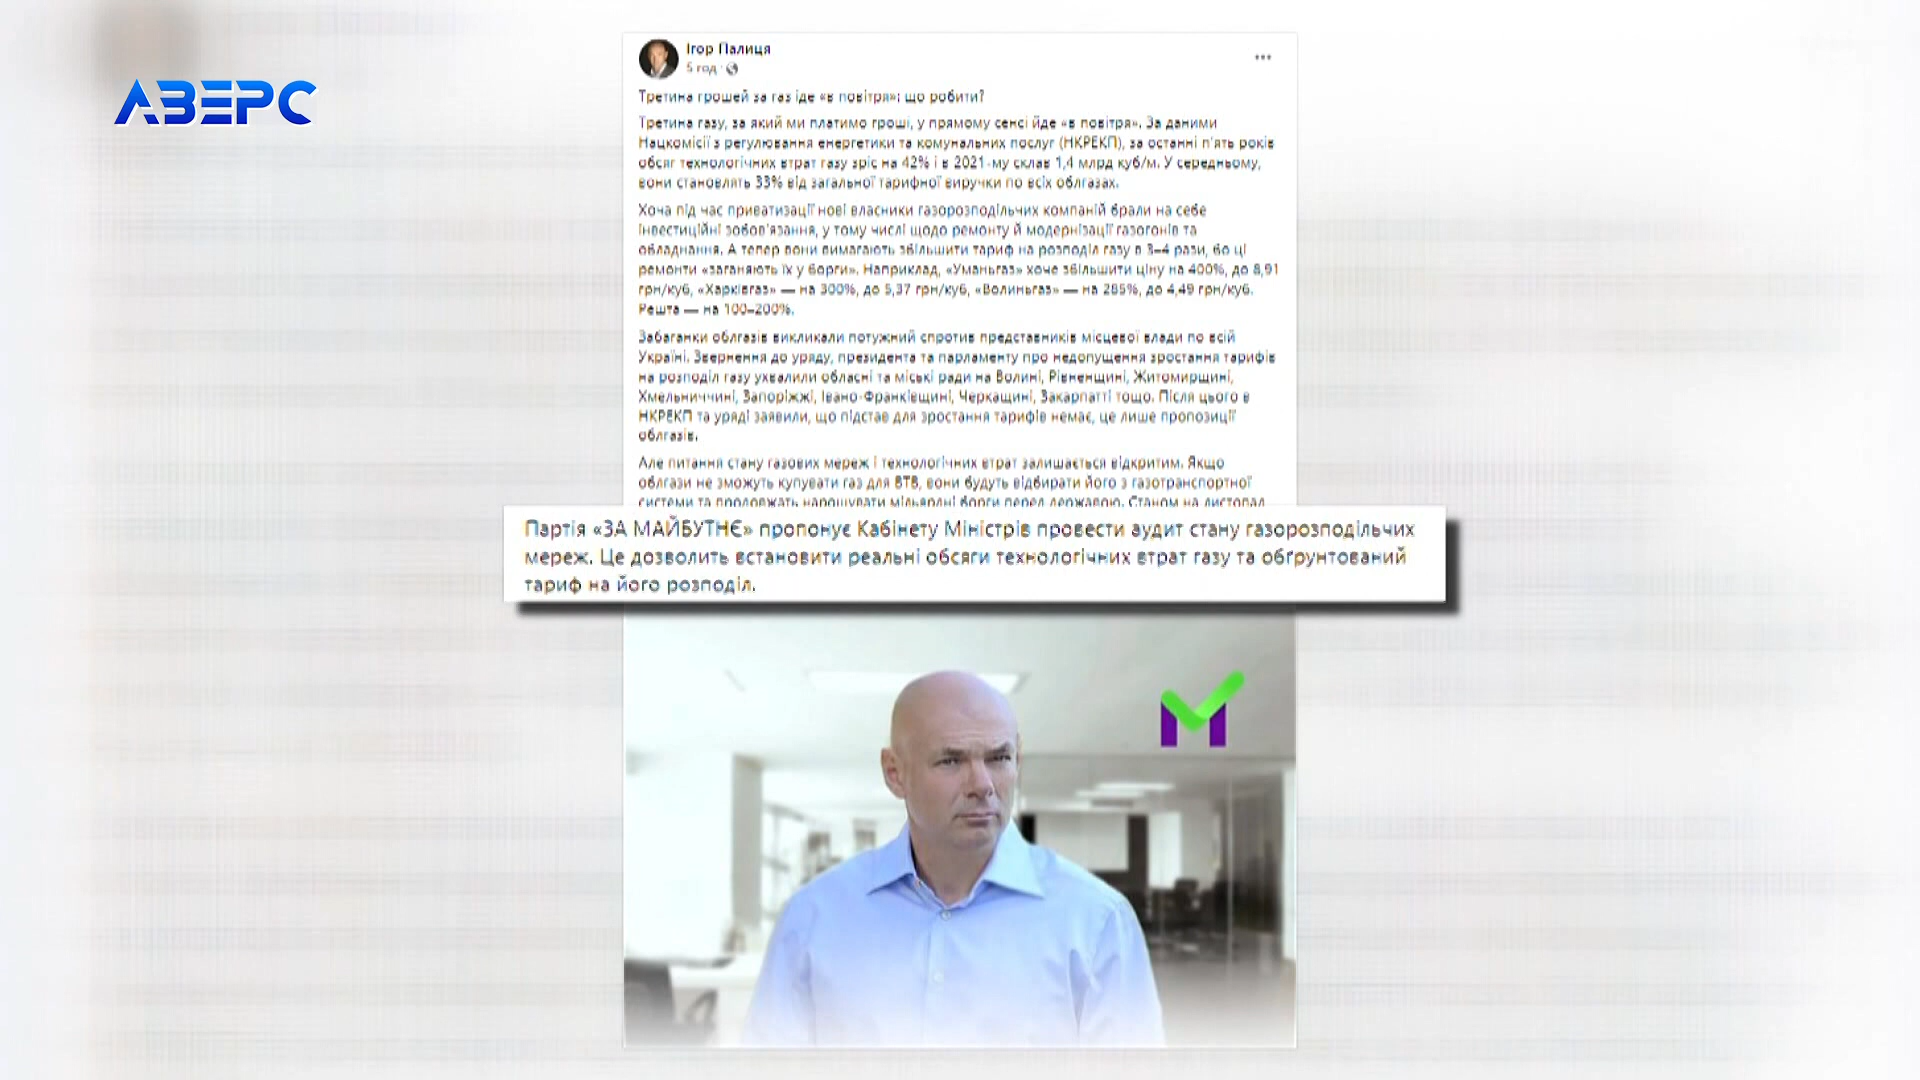 АВЕРС
Ігор Палиця
5 год ·
Третина грошей за газ іде «в повітря»: що робити?
Третина газу, за який ми платимо гроші, у прямому сенсі йде «в повітря». За даними
Нацкомісії з регулювання енергетики та комунальних послуг (НКРЕКП), за останні п'ять років
обсяг технологічних втрат газу зріс на 42% і в 2021-му склав 1,4 млрд куб/м. У середньому,
вони становлять 33% від загальної тарифної виручки по всіх облгазах.
Хоча під час приватизації нові власники газорозподільчих компаній брали на себе
інвестиційні зобов'язання, у тому числі щодо ремонту й модернізації газогонів та
обладнання. А тепер вони вимагають збільшити тариф на розподіл газу в 3–4 рази, бо ці
ремонти «заганяють їх у борги». Наприклад, «Уманьгаз» хоче збільшити ціну на 400%, до 8,91
грн/куб, «Харківгаз» — на 300%, до 5,37 грн/куб, «Волиньгаз» — на 285%, до 4,49 грн/куб.
Решта — на 100–200%.
Забаганки облгазів викликали потужний спротив представників місцевої влади по всій
Україні. Звернення до уряду, президента та парламенту про недопущення зростання тарифів
на розподіл газу ухвалили обласні та міські ради на Волині, Рівненщині, Житомирщині,
Хмельниччині, Запоріжжі, Івано-Франківщині, Черкащині, Закарпатті тощо. Після цього в
НКРЕКП та уряді заявили, що підстав для зростання тарифів немає, це лише пропозиції
облгазів.
Але питання стану газових мереж і технологічних втрат залишається відкритим. Якщо
облгази не зможуть купувати газ для ВТВ, вони будуть відбирати його з газотранспортної
системи та продовжать нарощувати мільярдні борги перед державою. Станом на листопад
Партія «ЗА МАЙБУТНЄ» пропонує Кабінету Міністрів провести аудит стану газорозподільчих
мереж. Це дозволить встановити реальні обсяги технологічних втрат газу та обґрунтований
тариф на його розподіл.